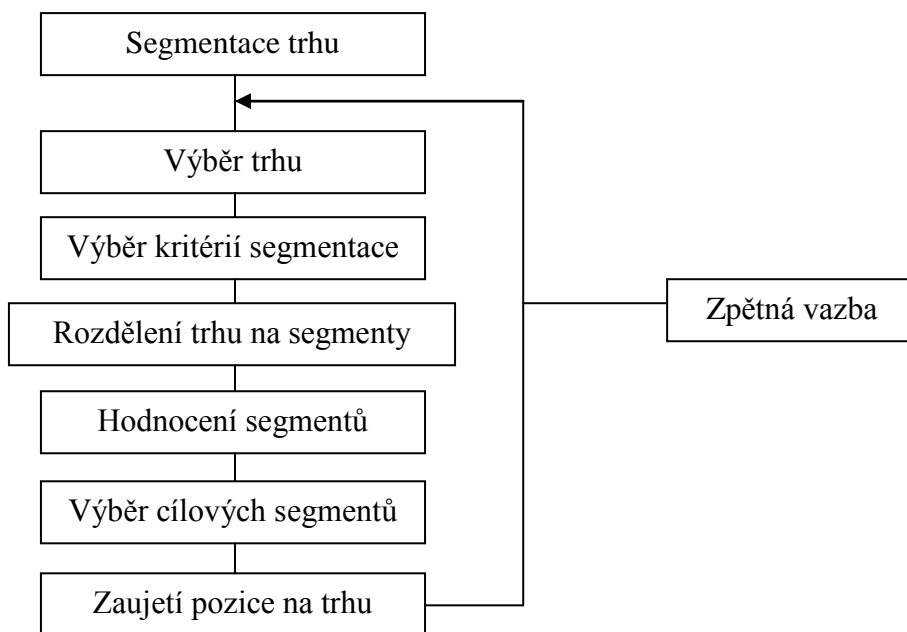 Segmentace trhu
Výběr trhu
Výběr kritérií segmentace
Rozdělení trhu na segmenty
Zpětná vazba
Hodnocení segmentů
Výběr cílových segmentů
Zaujetí pozice na trhu